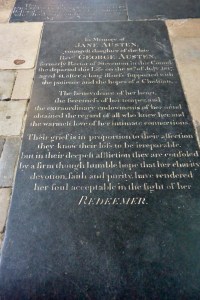 In Memory of
JANE AUSTEN,
youngest daughter of the late
Revd GEORGE AUSTEN,
formerly Rector of Steventon in this County
she departed this Life on the 18th of July 1817,
aged 41, after a long illness supported with
the patience and the hopes of a Christian.
The benevolence of her heart,
the sweetness of her temper, and
the extraordinary endowments of her mind
obtained the regard of all who knew her, and
the warmest love of her intimate connections.
Their grief is in proportion to their affection
they know their loss to be irreparable,
but in their deepest affliction they are consoled
by a firm though humble hope that her charity,
devotion, faith and purity, have rendered
her soul acceptable in the sight of her
REDEEMER.